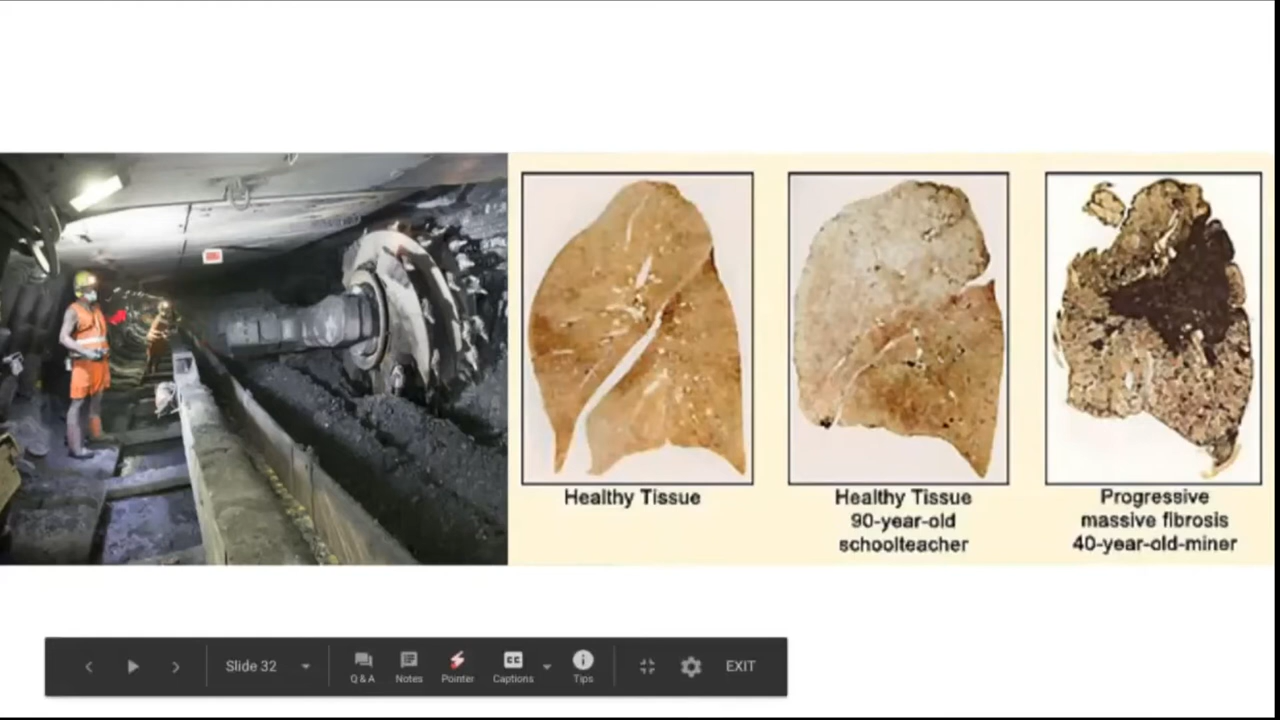 Healthy Tissue
Healthy Tissue
90-year-old
schoolteacher
Progressive
massive fibrosis
40-year-old-miner
Slide 32
Q & A
Notes
Pointer
CC
Captions
Tips
EXIT